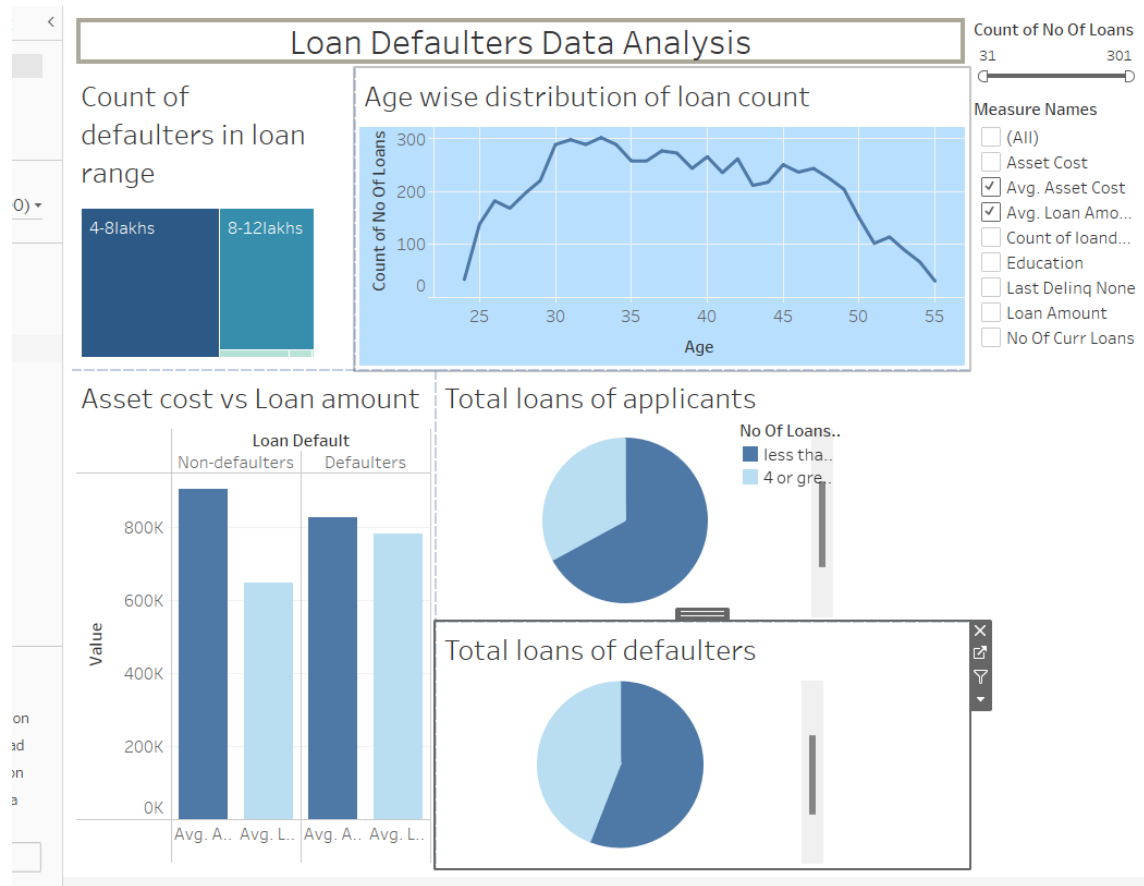 Loan Defaulters Data Analysis
Count of No Of Loans
31 301
Measure Names
(All)
Asset Cost
Avg. Asset Cost
Avg. Loan Amo...
Count of loand...
Education
Last Delinq None
Loan Amount
No Of Curr Loans
0) ▾
Count of
defaulters in loan
range
4-8lakhs
8-12lakhs
Age wise distribution of loan count
Count of No Of Loans
300
200
100
0
25 30 35 40 45 50 55
Age
Asset cost vs Loan amount
Loan Default
Non-defaulters Defaulters
Value
800K
600K
400K
200K
0K
Avg. A.. Avg. L.. Avg. A.. Avg. L..
Total loans of applicants
No Of Loans..
less tha..
4 or gre..
Total loans of defaulters
on
ad
on
a